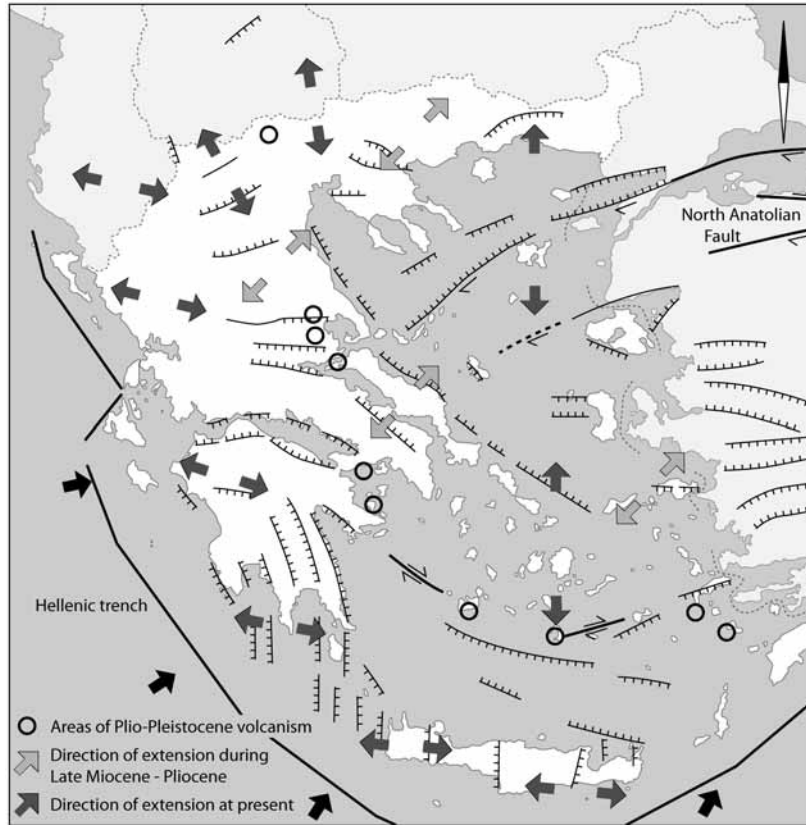 North Anatolian
Fault
Hellenic trench
Areas of Plio-Pleistocene volcanism
Direction of extension during
Late Miocene - Pliocene
Direction of extension at present